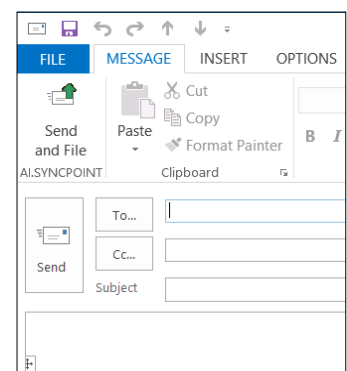 FILE MESSAGE INSERT OPTIONS
Send and File
Paste
Cut
Copy
Format Painter
B I
AI.SYNCPOINT Clipboard
To...
Cc...
Send
Subject